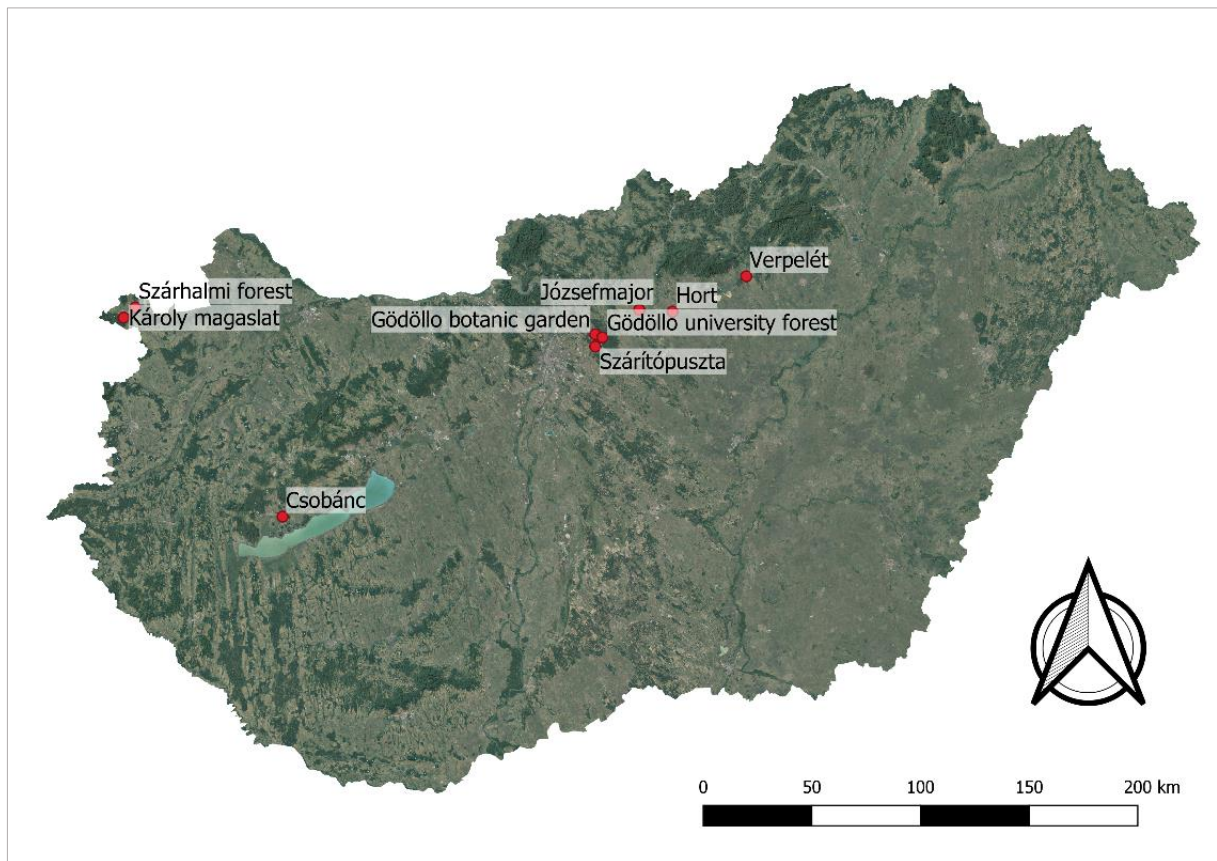 Verpelét
Szárhalmi forest
Józsefmajor
Hort
Károly magaslat
Gödöllo botanic garden
Gödöllo university forest
Szárítópuszta
Csobánc
0 50 100 150 200 km